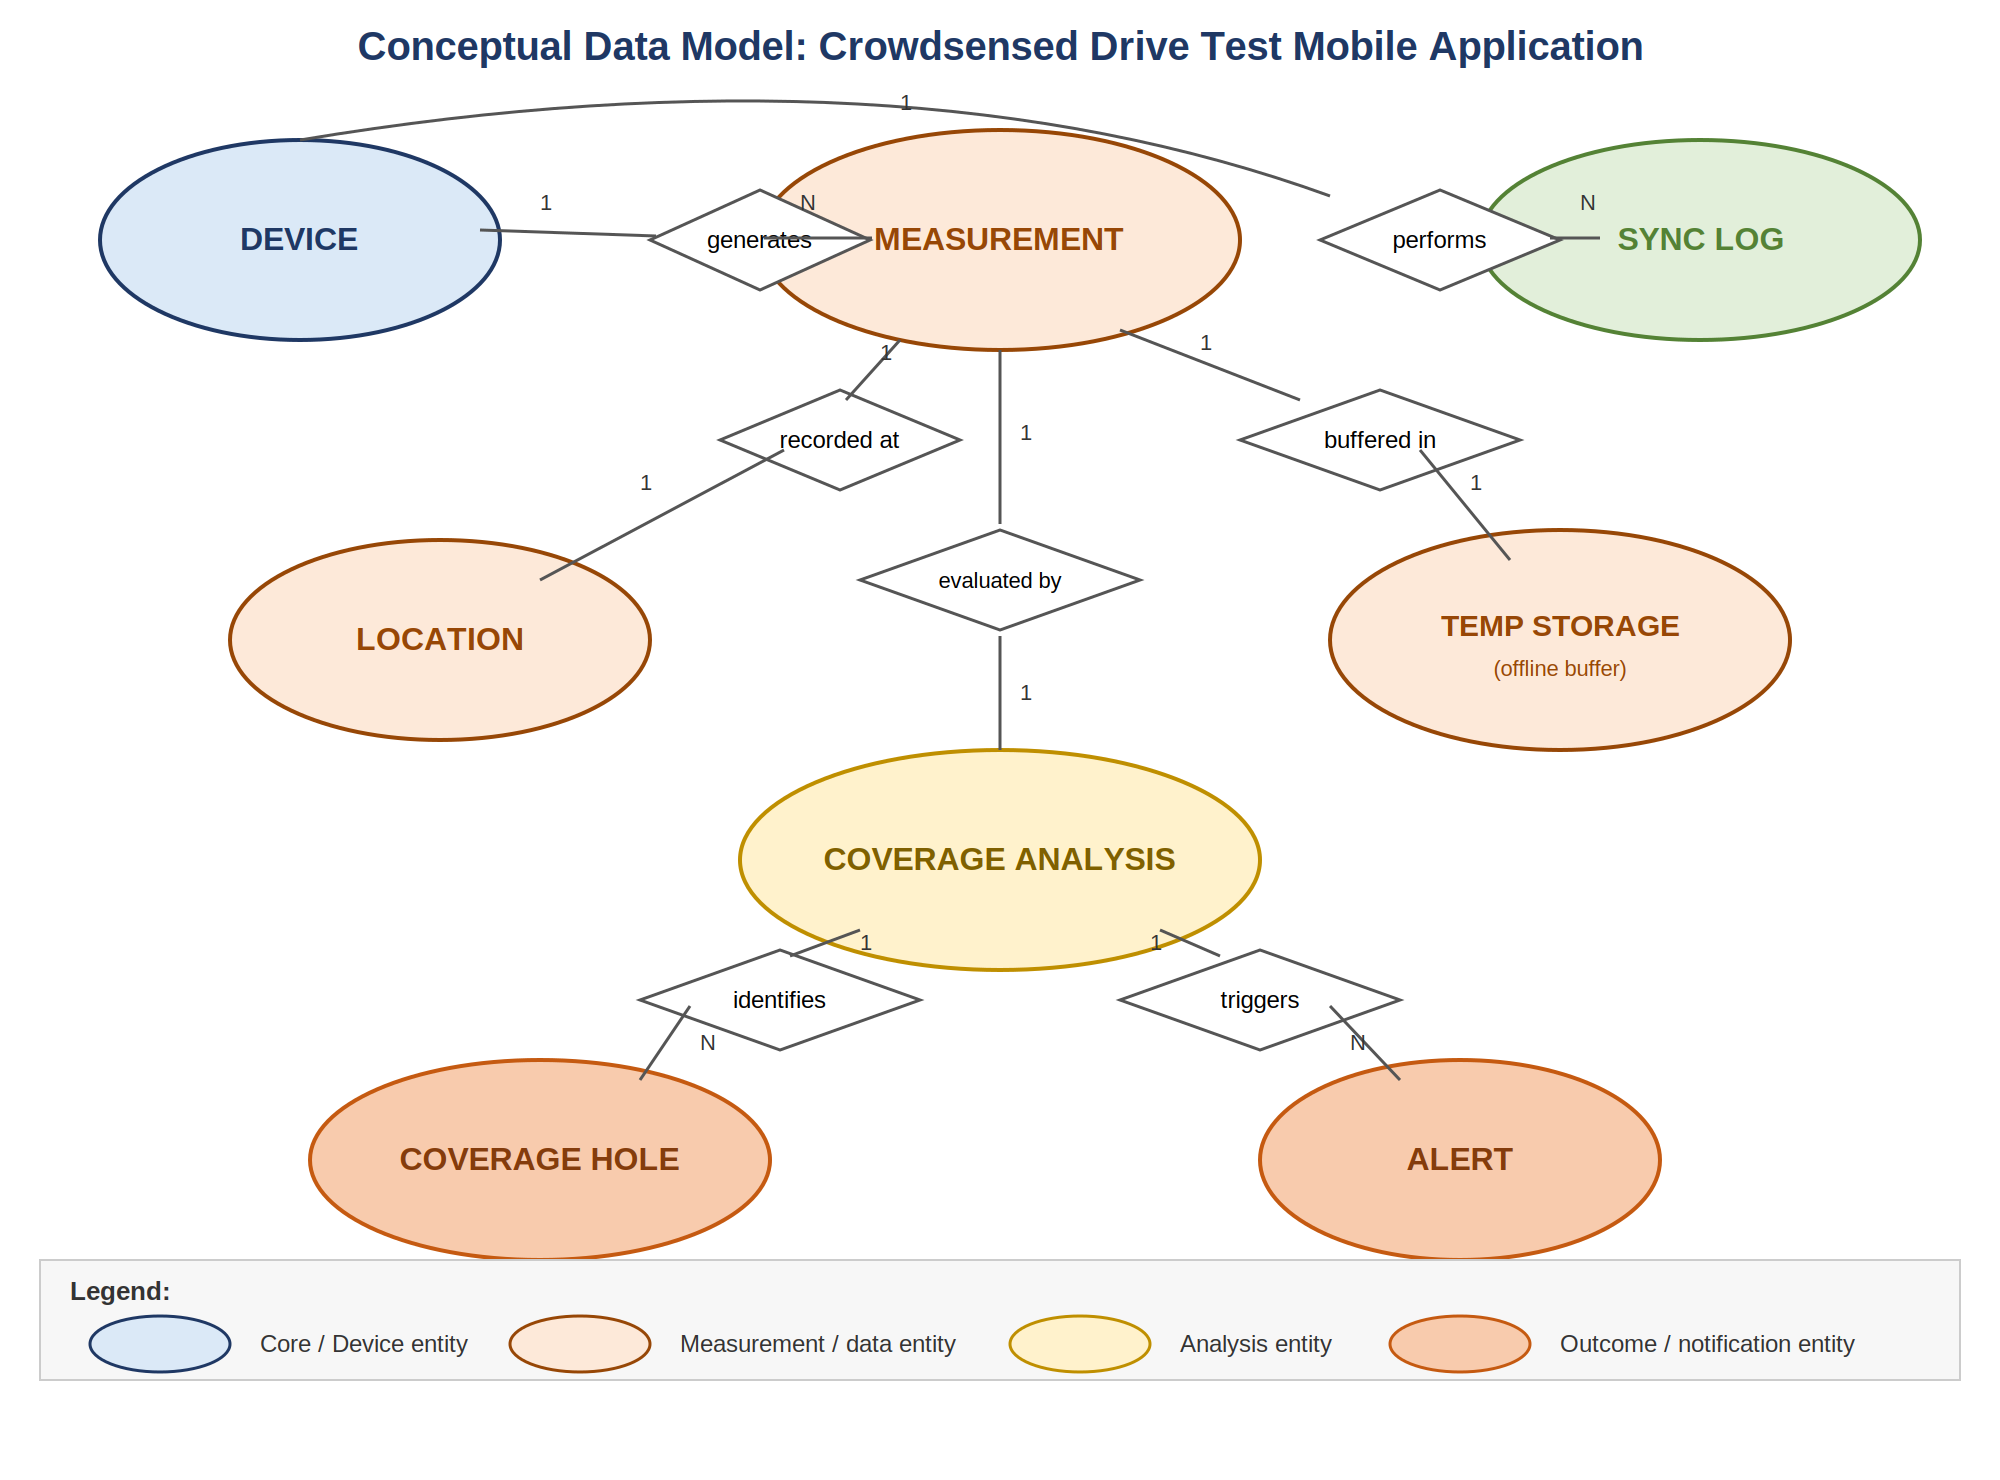 Conceptual Data Model: Crowdsensed Drive Test Mobile Application
1
1
N
N
DEVICE
generates
MEASUREMENT
performs
SYNC LOG
1
1
recorded at
1
buffered in
1
1
evaluated by
LOCATION
TEMP STORAGE
(offline buffer)
1
COVERAGE ANALYSIS
1
1
identifies
triggers
N
N
COVERAGE HOLE
ALERT
Legend:
Core / Device entity
Measurement / data entity
Analysis entity
Outcome / notification entity